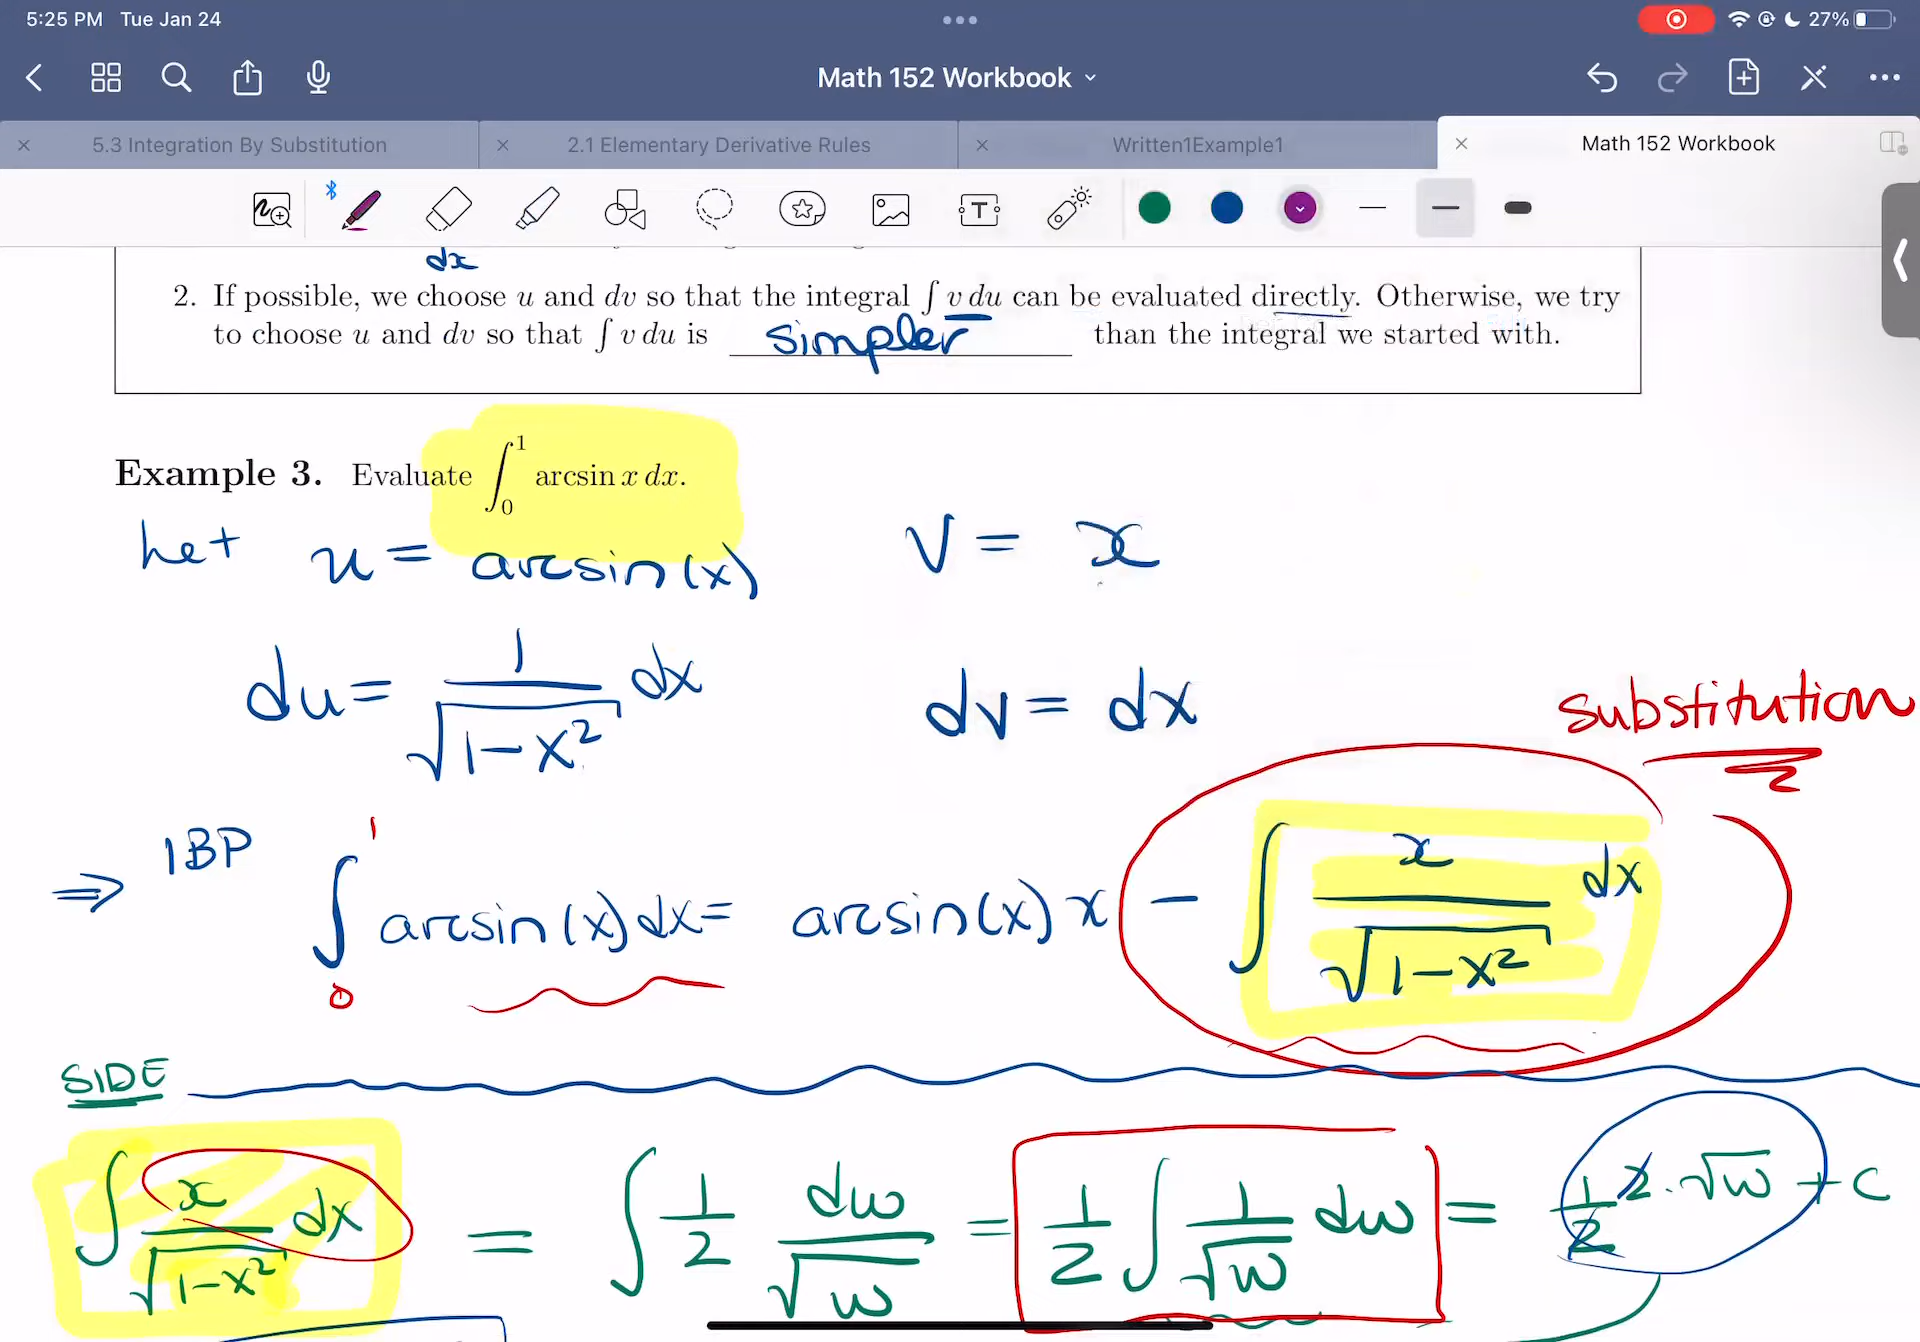 5:25 PM Tue Jan 24
27%
Math 152 Workbook
5.3 Integration By Substitution
2.1 Elementary Derivative Rules
Written1Example1
Math 152 Workbook
dx
2. If possible, we choose u and dv so that the integral ∫ v du can be evaluated directly. Otherwise, we try
to choose u and dv so that ∫ v du is simpler than the integral we started with.
Example 3. Evaluate ∫₀¹ arcsin x dx.
Let u = arcsin(x) v = x
du = 1/√(1-x²) dx dv = dx
substitution
⇒ IBP ∫₀¹ arcsin(x) dx = arcsin(x) x - ∫ x/√(1-x²) dx
SIDE
∫ x/√(1-x²) dx = ∫ 1/2 dw/√w = 1/2 ∫ 1/√w dw = 1/2 2·√w + C